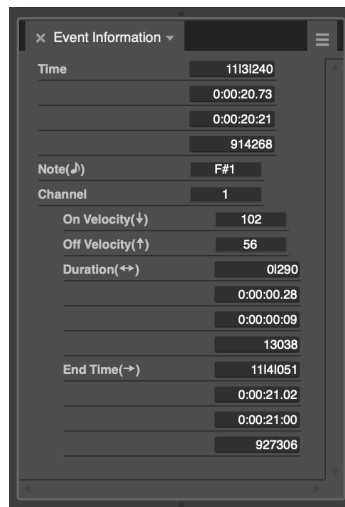 × Event Information
Time 11|3|240
0:00:20.73
0:00:20:21
914268
Note(♪) F#1
Channel 1
On Velocity(↓) 102
Off Velocity(↑) 56
Duration(↔) 0|290
0:00:00.28
0:00:00:09
13038
End Time(→) 11|4|051
0:00:21.02
0:00:21:00
927306